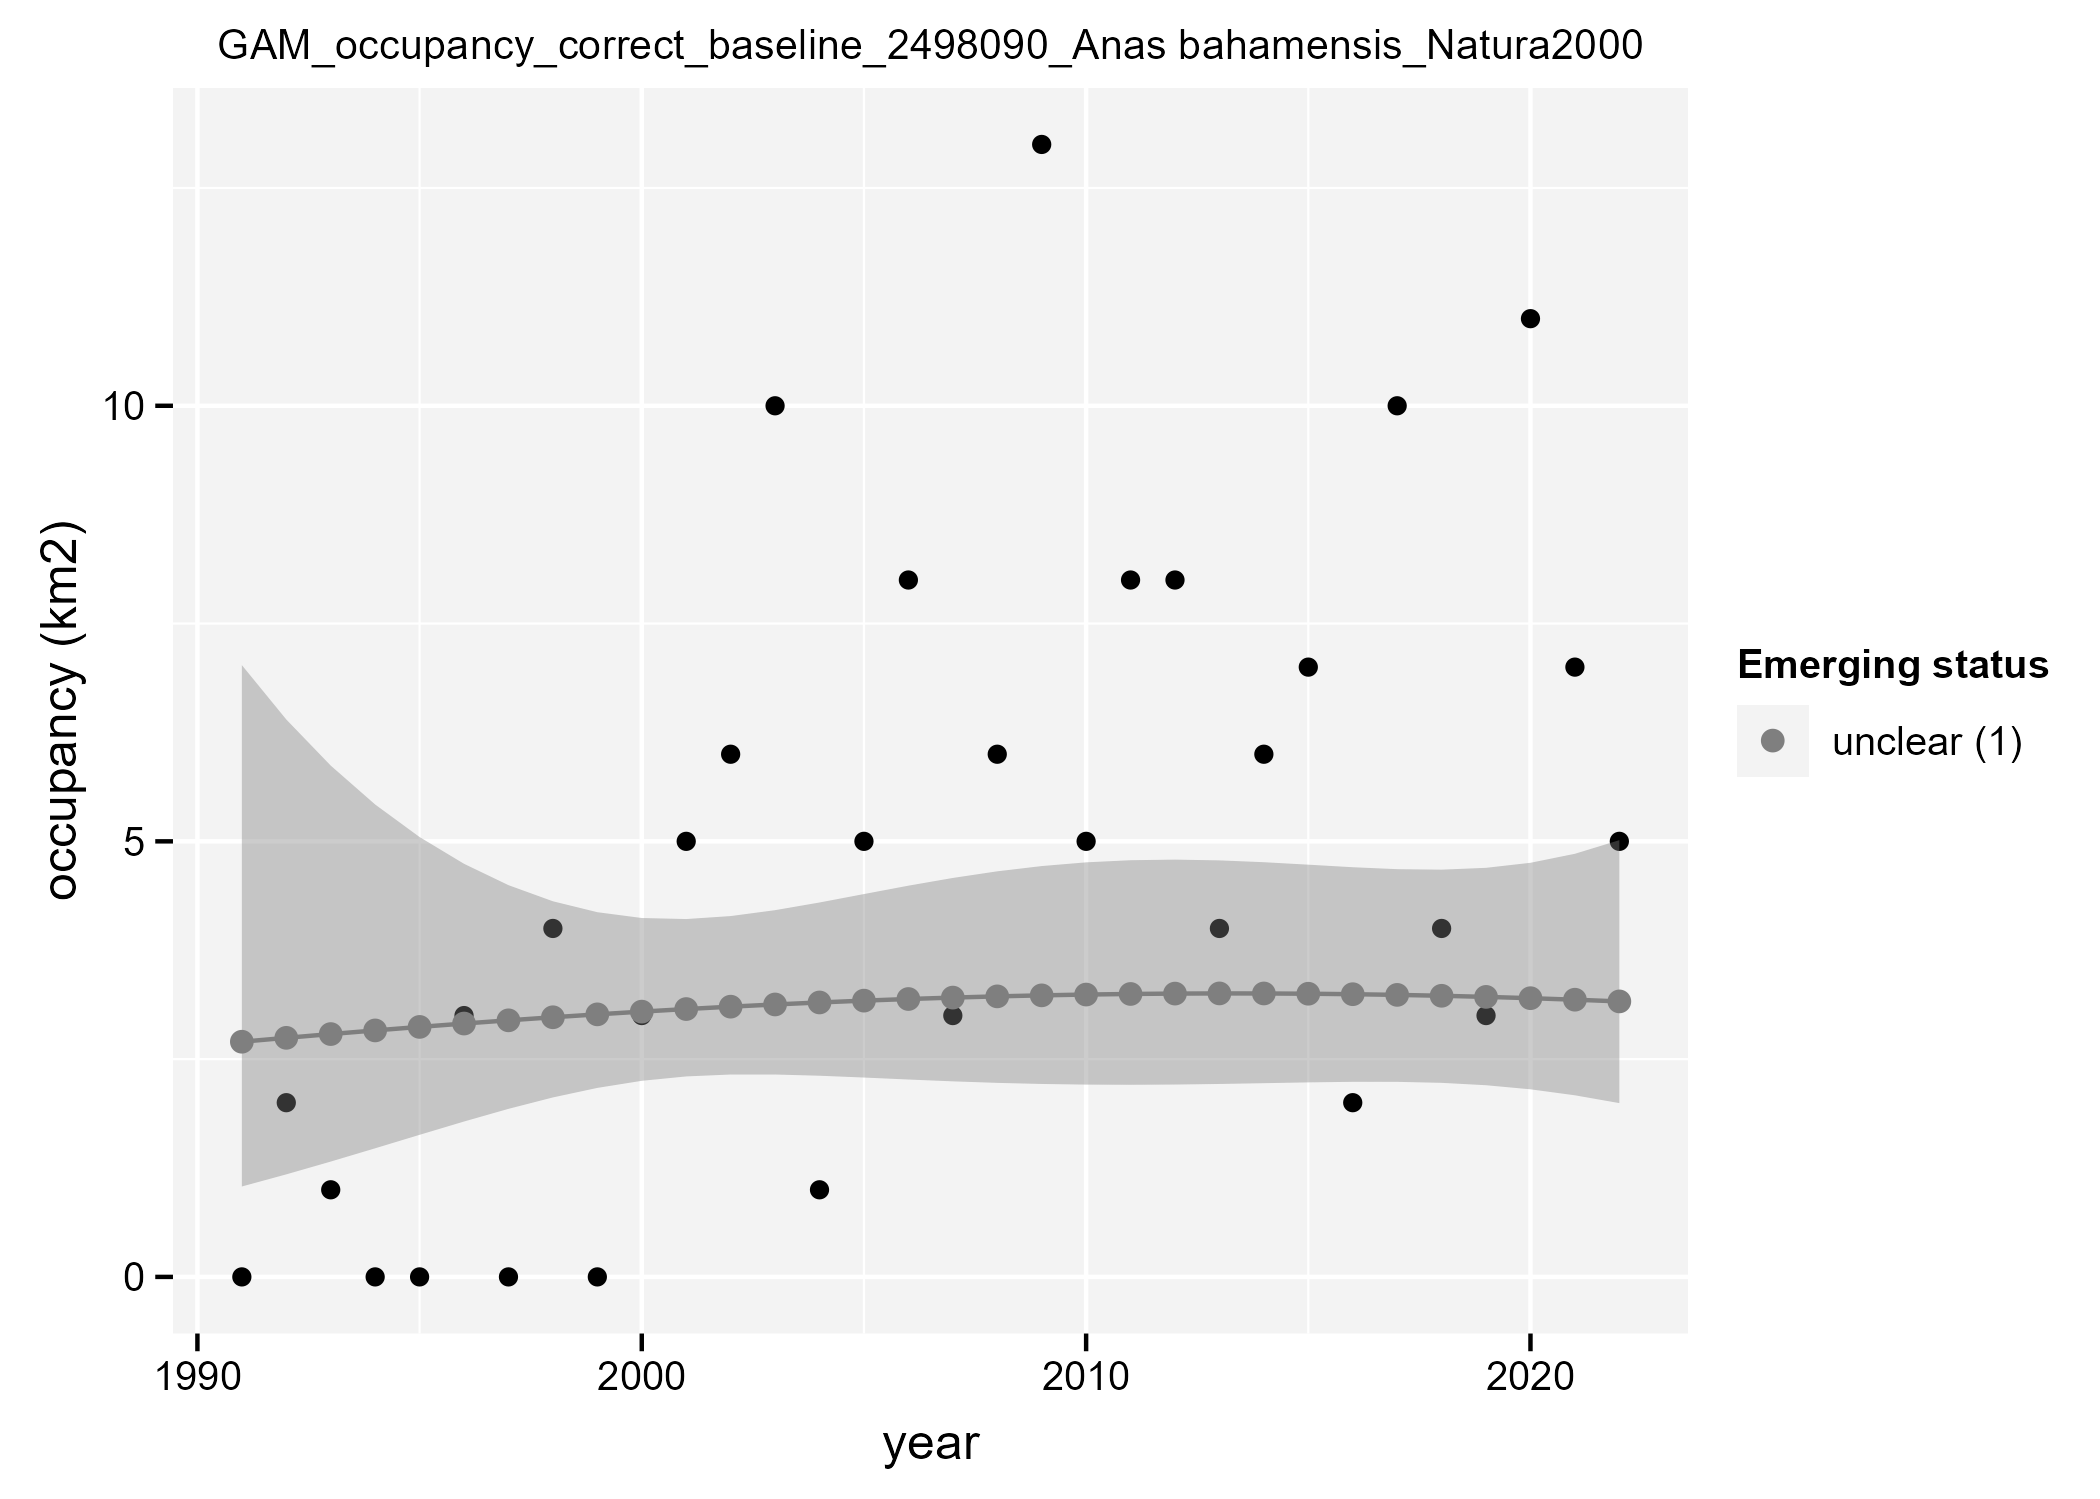 GAM_occupancy_correct_baseline_2498090_Anas bahamensis_Natura2000
occupancy (km2)
10
5
0
1990
2000
2010
2020
year
Emerging status
unclear (1)